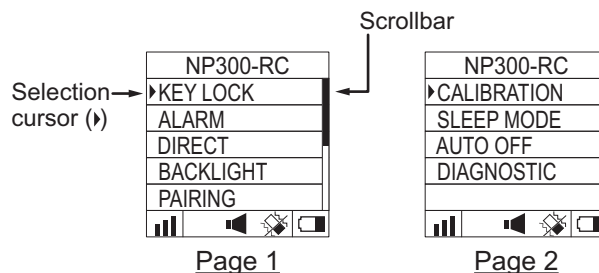 Scrollbar
Selection
cursor ()
NP300-RC
KEY LOCK
ALARM
DIRECT
BACKLIGHT
PAIRING
Page 1
NP300-RC
CALIBRATION
SLEEP MODE
AUTO OFF
DIAGNOSTIC
Page 2